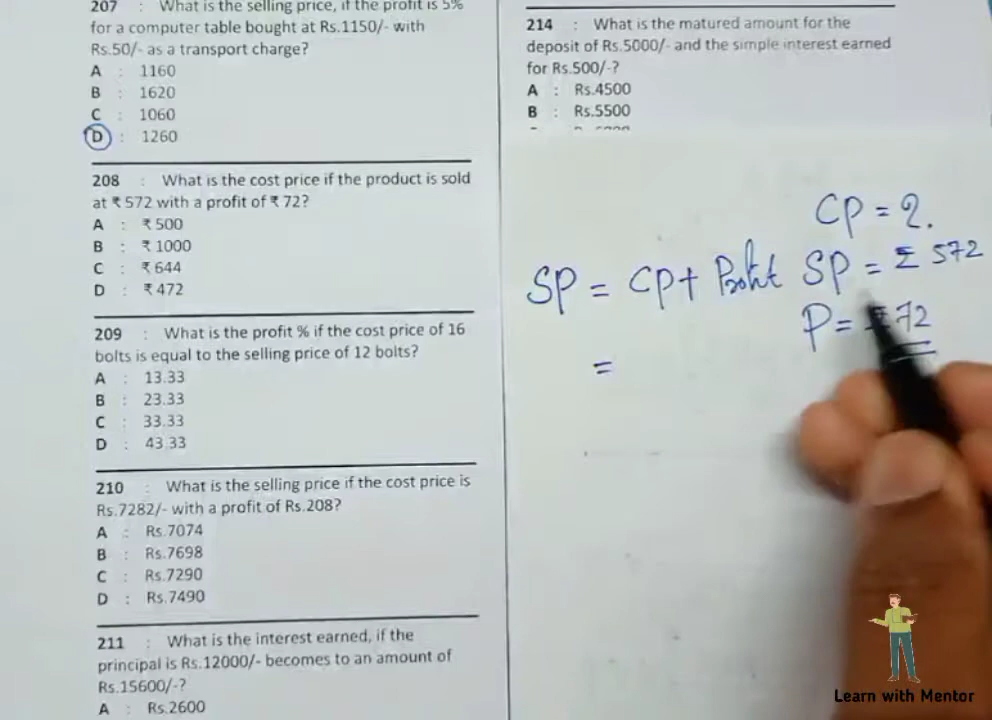 207 : What is the selling price, if the profit is 5%
for a computer table bought at Rs.1150/- with
Rs.50/- as a transport charge?
A : 1160
B : 1620
C : 1060
D : 1260
208 : What is the cost price if the product is sold
at ₹ 572 with a profit of ₹ 72?
A : ₹ 500
B : ₹ 1000
C : ₹ 644
D : ₹ 472
209 : What is the profit % if the cost price of 16
bolts is equal to the selling price of 12 bolts?
A : 13.33
B : 23.33
C : 33.33
D : 43.33
210 : What is the selling price if the cost price is
Rs.7282/- with a profit of Rs.208?
A : Rs.7074
B : Rs.7698
C : Rs.7290
D : Rs.7490
211 : What is the interest earned, if the
principal is Rs.12000/- becomes to an amount of
Rs.15600/-?
A : Rs.2600
214 : What is the matured amount for the
deposit of Rs.5000/- and the simple interest earned
for Rs.500/-?
A : Rs.4500
B : Rs.5500
CP = ?
SP = CP + Profit
SP = ₹ 572
P = ₹ 72
=
Learn with Mentor